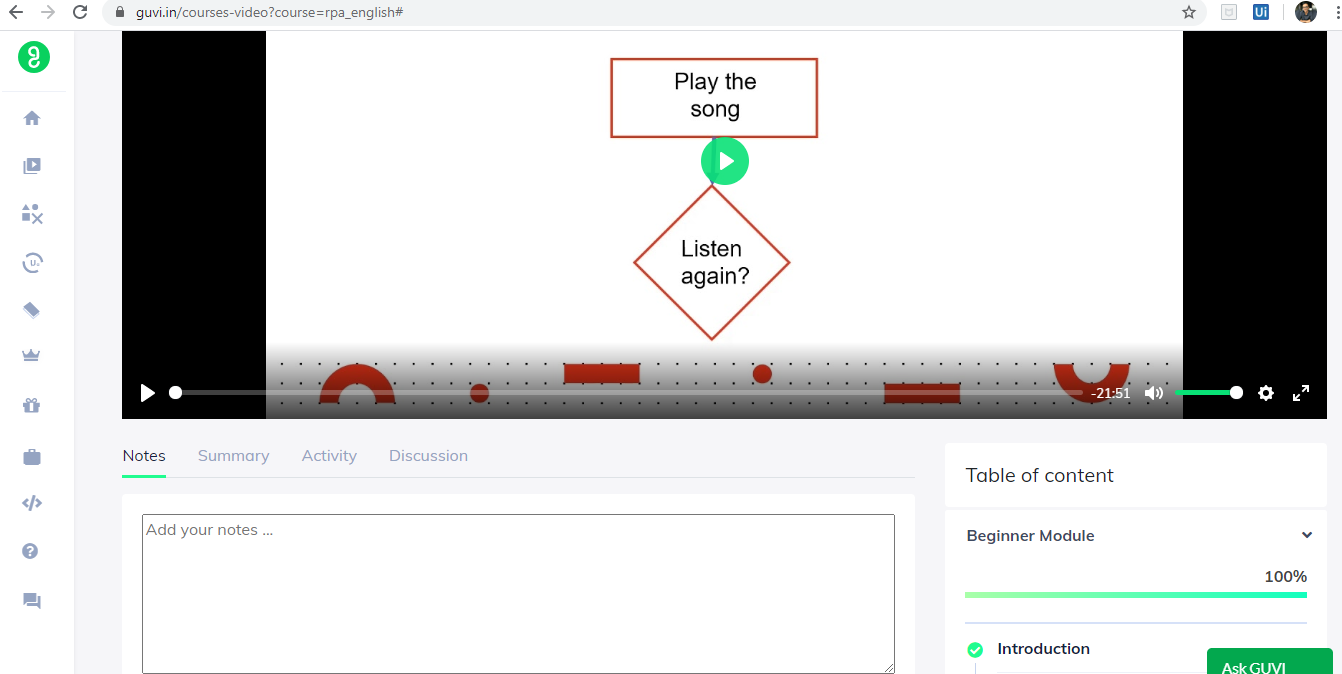 guvi.in/courses-video?course=rpa_english#
Ui
Play the
song
Listen
again?
-21:51
Notes Summary Activity Discussion
Table of content
Add your notes ...
Beginner Module
100%
Introduction
Ask GUVI